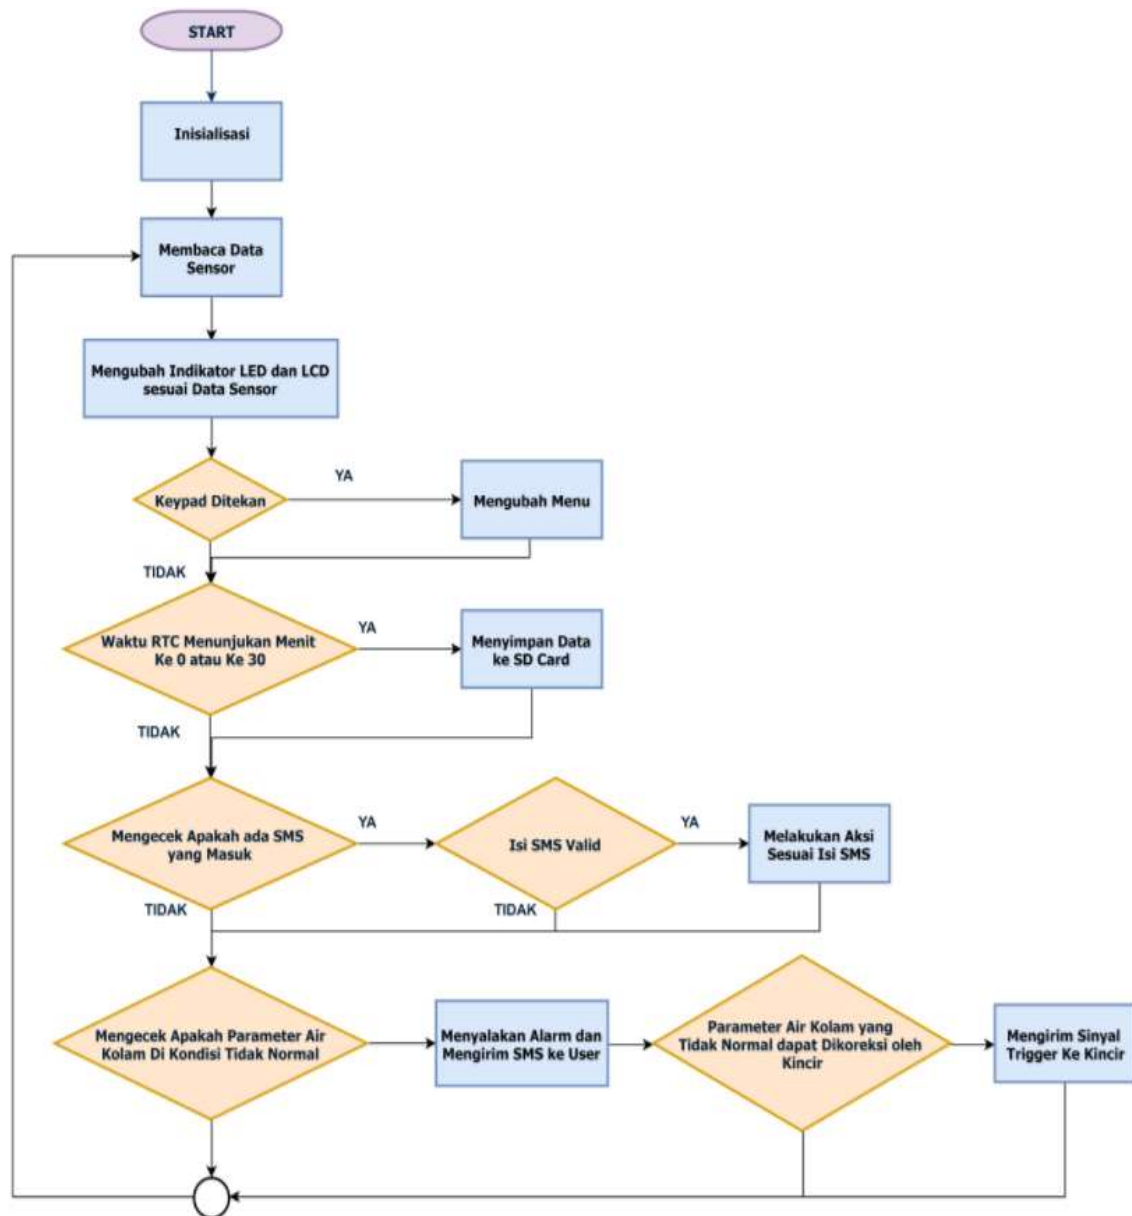 START
Inisialisasi
Membaca Data
Sensor
Mengubah Indikator LED dan LCD
sesuai Data Sensor
Keypad Ditekan
YA
Mengubah Menu
TIDAK
Waktu RTC Menunjukan Menit
Ke 0 atau Ke 30
YA
Menyimpan Data
ke SD Card
TIDAK
Mengecek Apakah ada SMS
yang Masuk
YA
Isi SMS Valid
YA
Melakukan Aksi
Sesuai Isi SMS
TIDAK
TIDAK
Mengecek Apakah Parameter Air
Kolam Di Kondisi Tidak Normal
Menyalakan Alarm dan
Mengirim SMS ke User
Parameter Air Kolam yang
Tidak Normal dapat Dikoreksi oleh
Kincir
Mengirim Sinyal
Trigger Ke Kincir